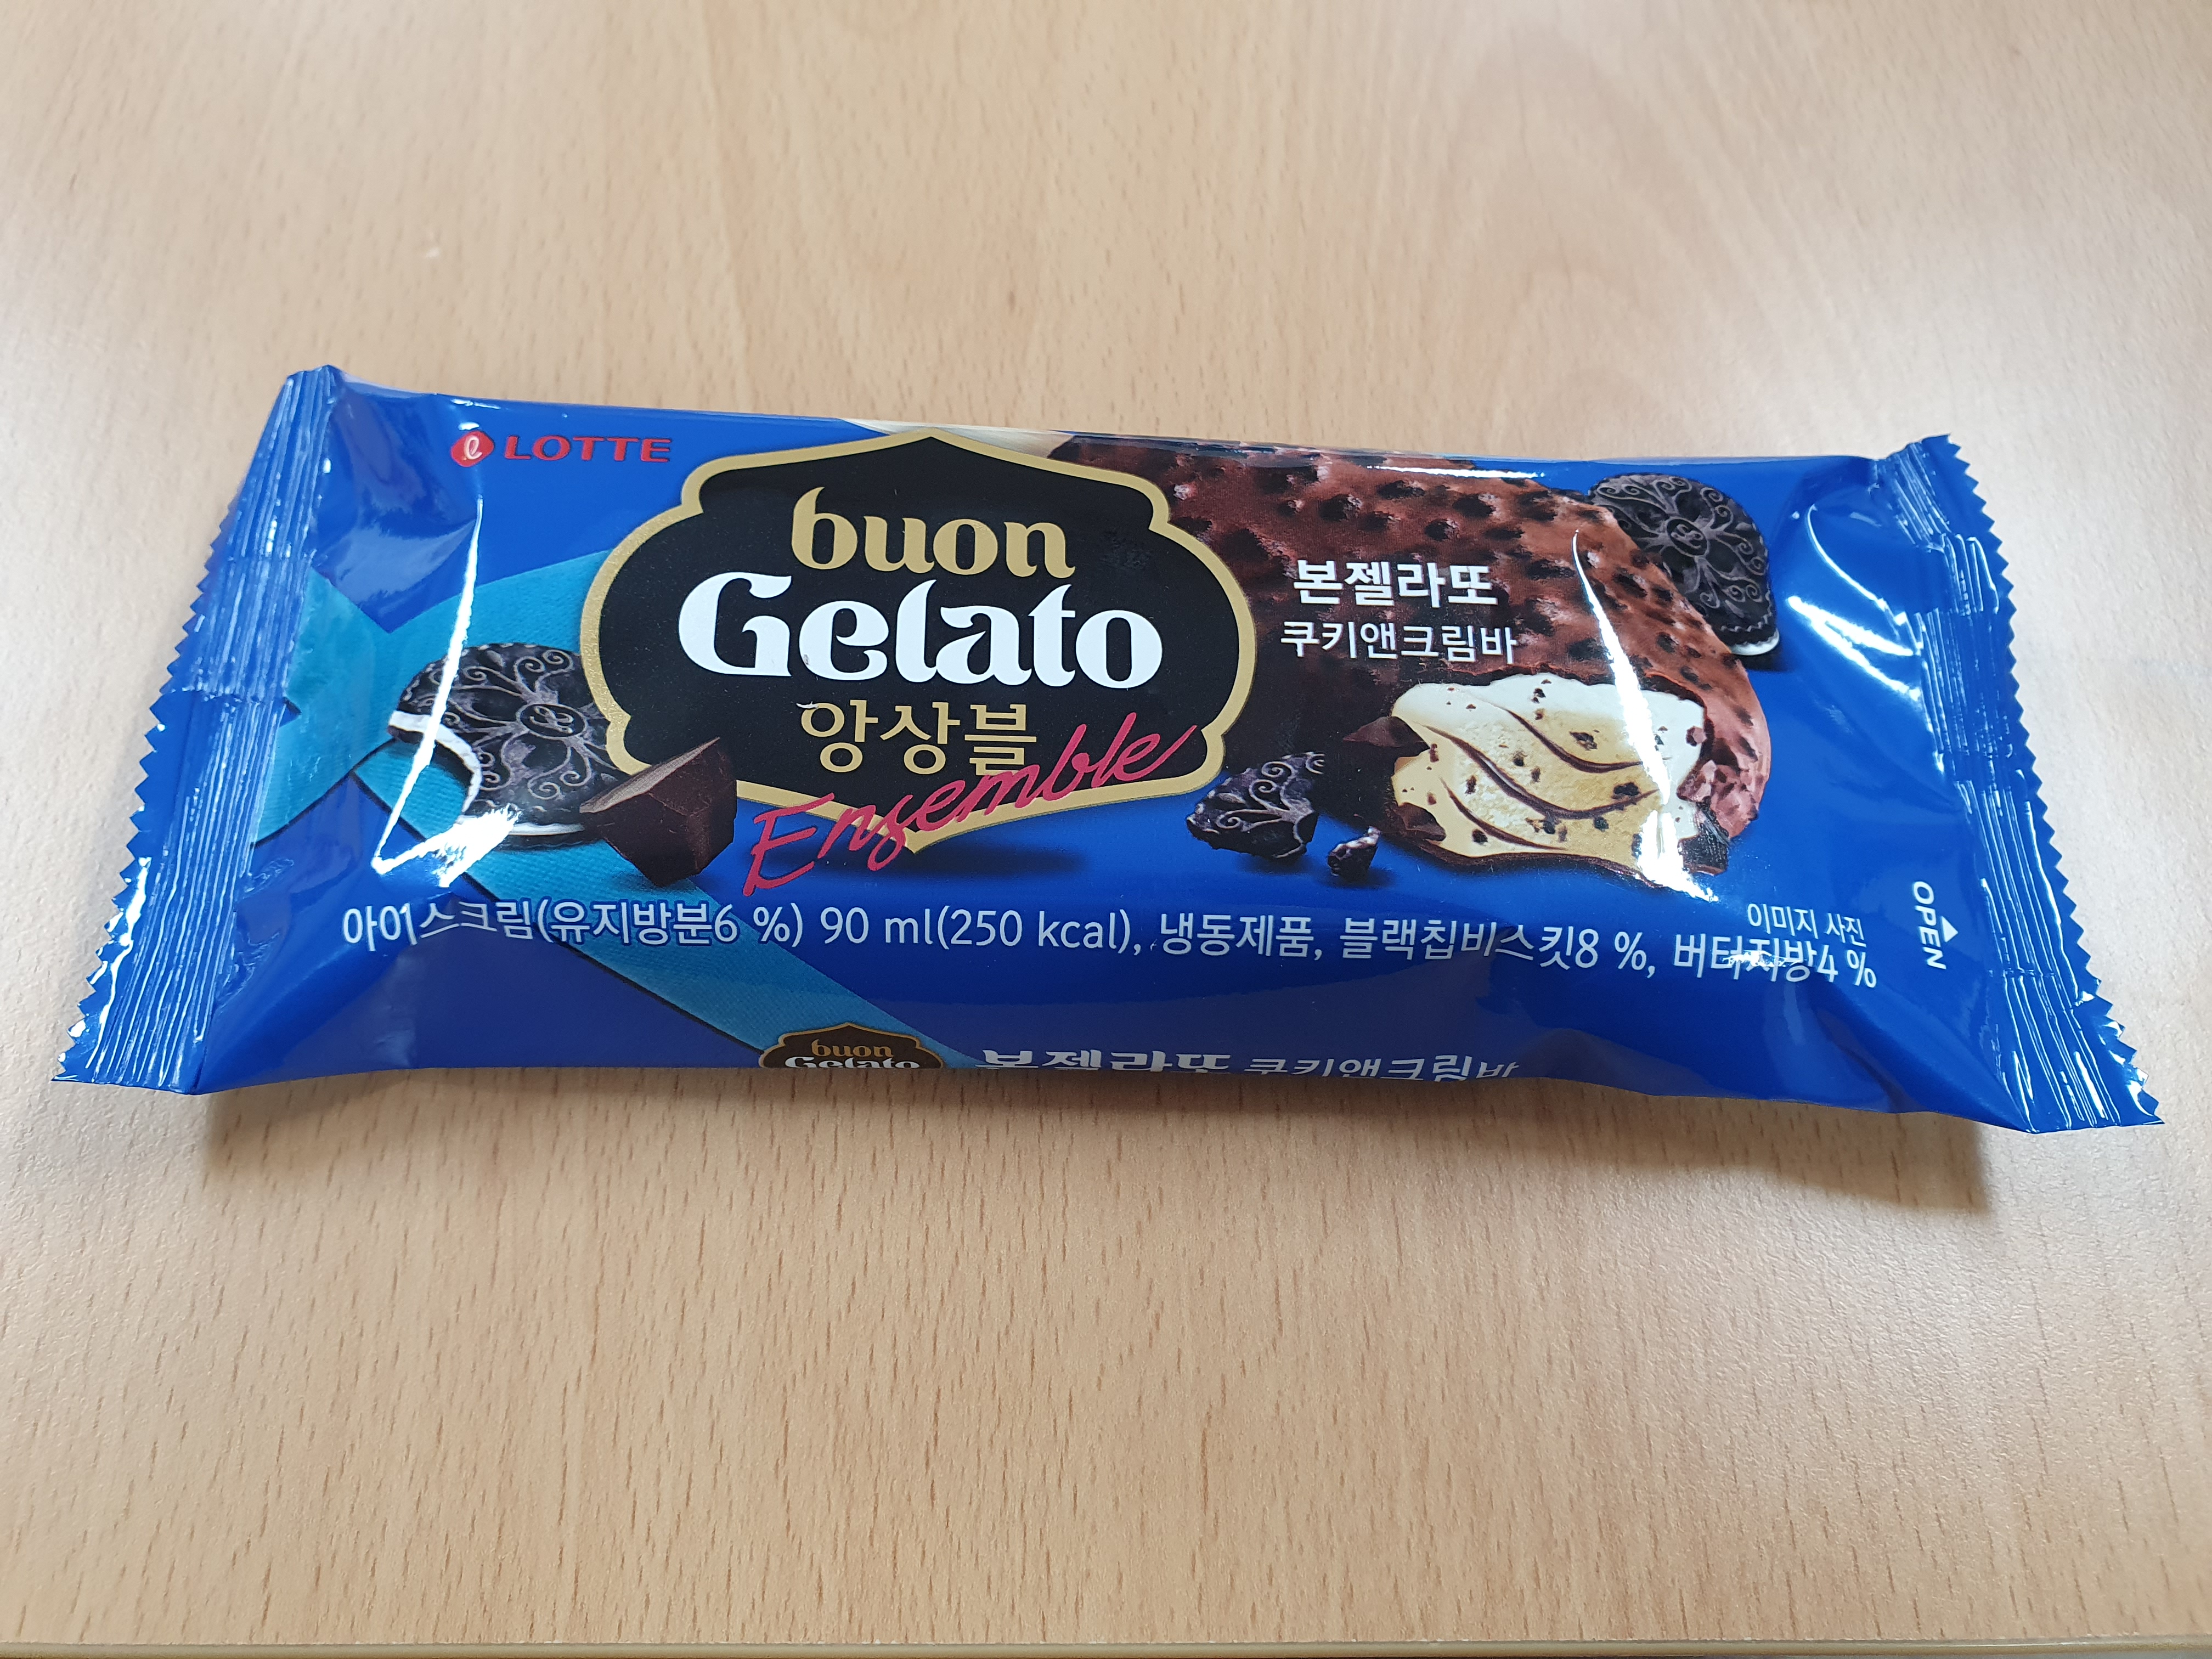 LOTTE
buon
Gelato
앙상블
Ensemble
본젤라또
쿠키앤크림바
이미지 사진
아이스크림(유지방분6 %) 90 ml(250 kcal), 냉동제품, 블랙칩비스킷8 %, 버터지방4 %
OPEN
buon
Gelato
본젤라또 쿠키앤크림바